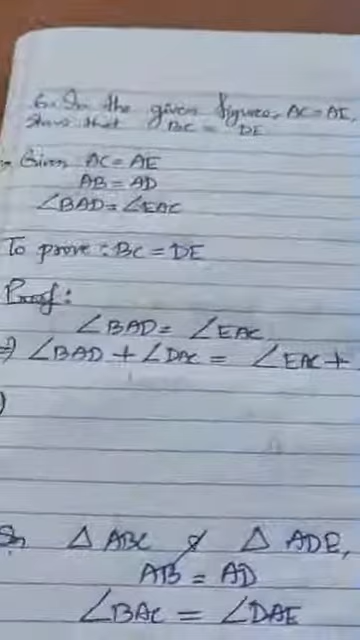 6. In the given figures, AC = AE,
show that BC = DE
Given AC = AE
AB = AD
∠BAD = ∠EAC
To prove : BC = DE
Proof :
∠BAD = ∠EAC
⇒ ∠BAD + ∠DAC = ∠EAC +
)
In △ ABC & △ ADE,
AB = AD
∠BAC = ∠DAE